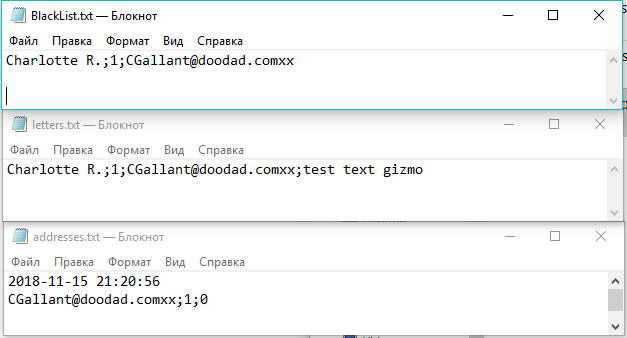 BlackList.txt — Блокнот
Файл Правка Формат Вид Справка
Charlotte R.;1;CGallant@doodad.comxx
letters.txt — Блокнот
Файл Правка Формат Вид Справка
Charlotte R.;1;CGallant@doodad.comxx;test text gizmo
addresses.txt — Блокнот
Файл Правка Формат Вид Справка
2018-11-15 21:20:56
CGallant@doodad.comxx;1;0